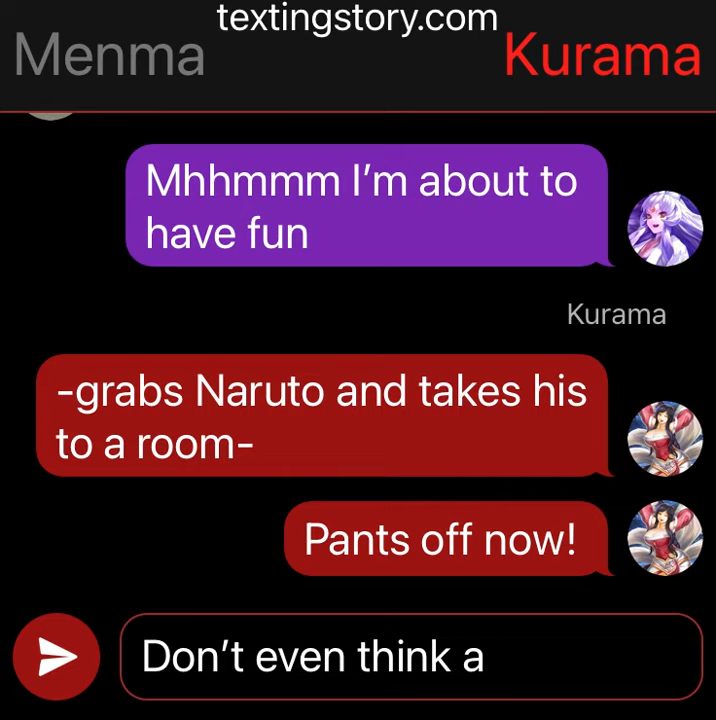 textingstory.com
Menma
Kurama
Mhhmmm I’m about to
have fun
Kurama
-grabs Naruto and takes his
to a room-
Pants off now!
Don’t even think a